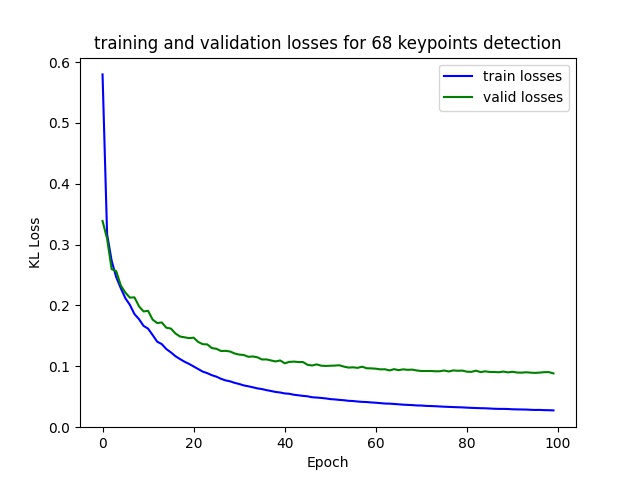 training and validation losses for 68 keypoints detection
train losses
valid losses
KL Loss
0.6
0.5
0.4
0.3
0.2
0.1
0.0
0 20 40 60 80 100
Epoch